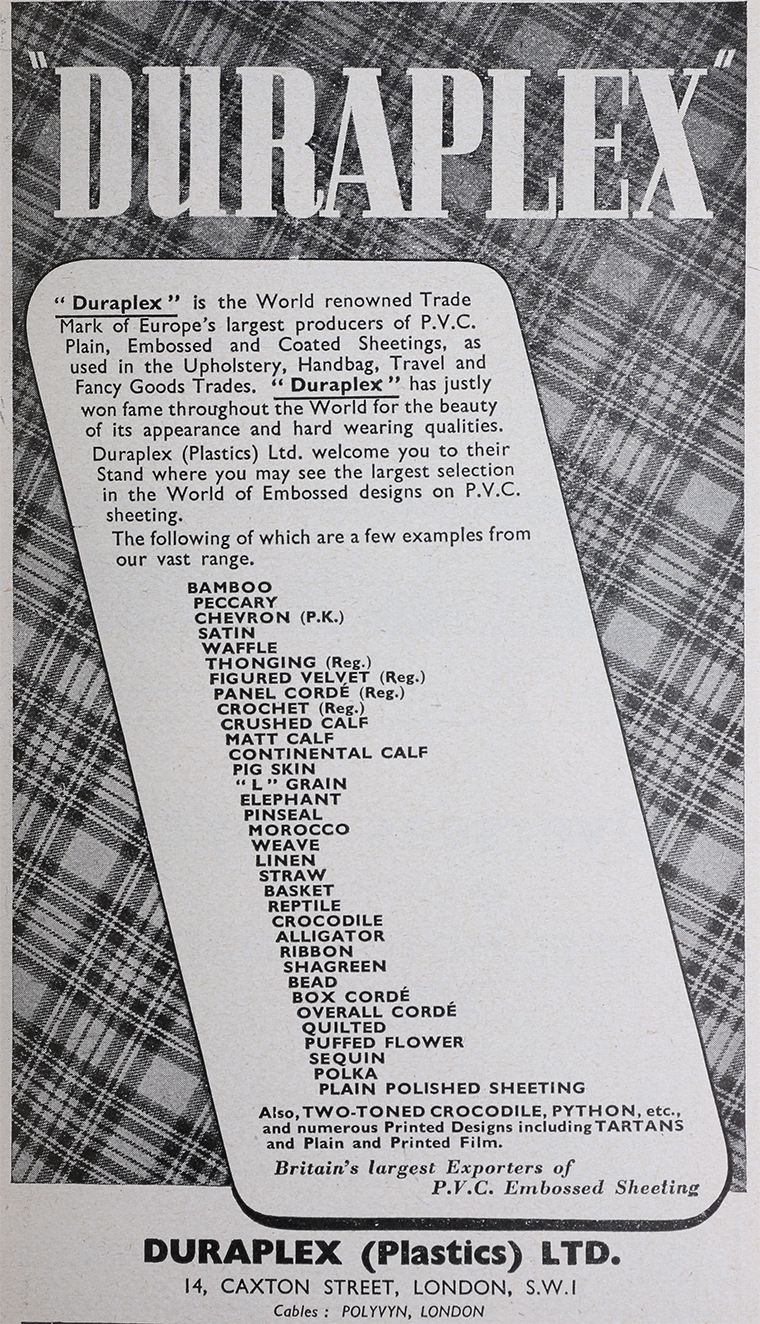 "DURAPLEX"
" Duraplex " is the World renowned Trade
Mark of Europe's largest producers of P.V.C.
Plain, Embossed and Coated Sheetings, as
used in the Upholstery, Handbag, Travel and
Fancy Goods Trades. " Duraplex " has justly
won fame throughout the World for the beauty
of its appearance and hard wearing qualities.
Duraplex (Plastics) Ltd. welcome you to their
Stand where you may see the largest selection
in the World of Embossed designs on P.V.C.
sheeting.
The following of which are a few examples from
our vast range.
BAMBOO
PECCARY
CHEVRON (P.K.)
SATIN
WAFFLE
THONGING (Reg.)
FIGURED VELVET (Reg.)
PANEL CORDÉ (Reg.)
CROCHET (Reg.)
CRUSHED CALF
MATT CALF
CONTINENTAL CALF
PIG SKIN
" L " GRAIN
ELEPHANT
PINSEAL
MOROCCO
WEAVE
LINEN
STRAW
BASKET
REPTILE
CROCODILE
ALLIGATOR
RIBBON
SHAGREEN
BEAD
BOX CORDÉ
OVERALL CORDÉ
QUILTED
PUFFED FLOWER
SEQUIN
POLKA
PLAIN POLISHED SHEETING
Also, TWO-TONED CROCODILE, PYTHON, etc.,
and numerous Printed Designs including TARTANS
and Plain and Printed Film.
Britain's largest Exporters of
P.V.C. Embossed Sheeting
DURAPLEX (Plastics) LTD.
14, CAXTON STREET, LONDON, S.W.1
Cables : POLYVYN, LONDON